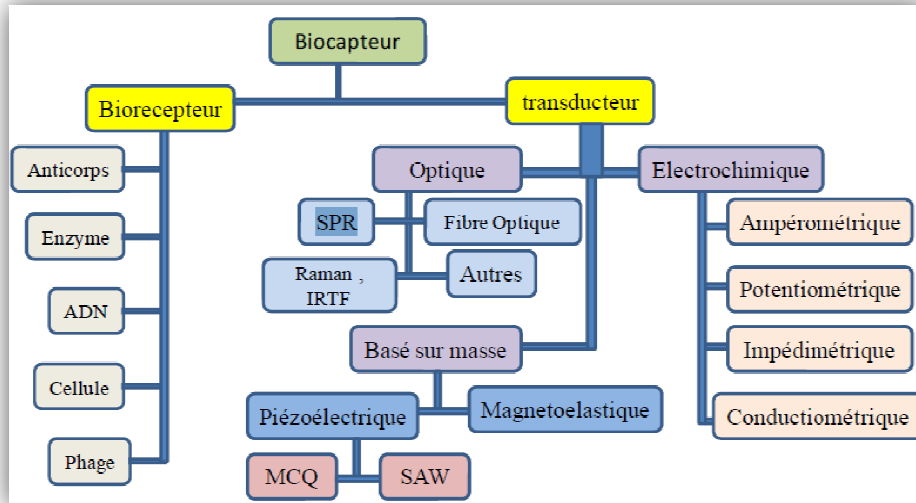 Biocapteur
Biorecepteur
transducteur
Anticorps
Enzyme
ADN
Cellule
Phage
Optique
SPR
Fibre Optique
Raman ,
IRTF
Autres
Basé sur masse
Piézoélectrique
Magnetoelastique
MCQ
SAW
Electrochimique
Ampérométrique
Potentiométrique
Impédimétrique
Conductiométrique